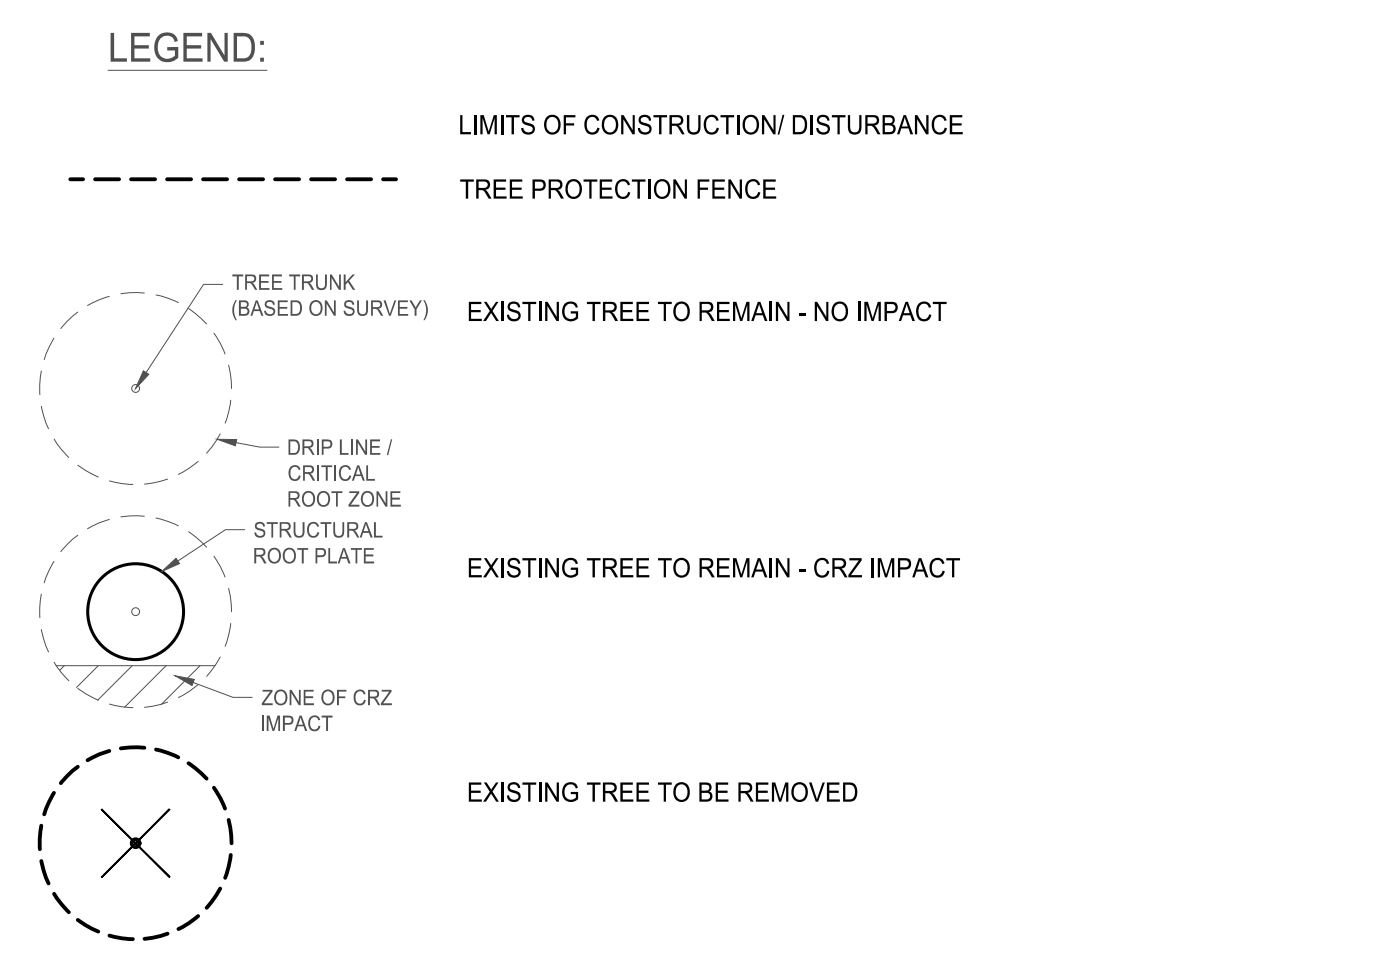 LEGEND:
LIMITS OF CONSTRUCTION/ DISTURBANCE
TREE PROTECTION FENCE
TREE TRUNK
(BASED ON SURVEY)
EXISTING TREE TO REMAIN - NO IMPACT
DRIP LINE /
CRITICAL
ROOT ZONE
STRUCTURAL
ROOT PLATE
EXISTING TREE TO REMAIN - CRZ IMPACT
ZONE OF CRZ
IMPACT
EXISTING TREE TO BE REMOVED